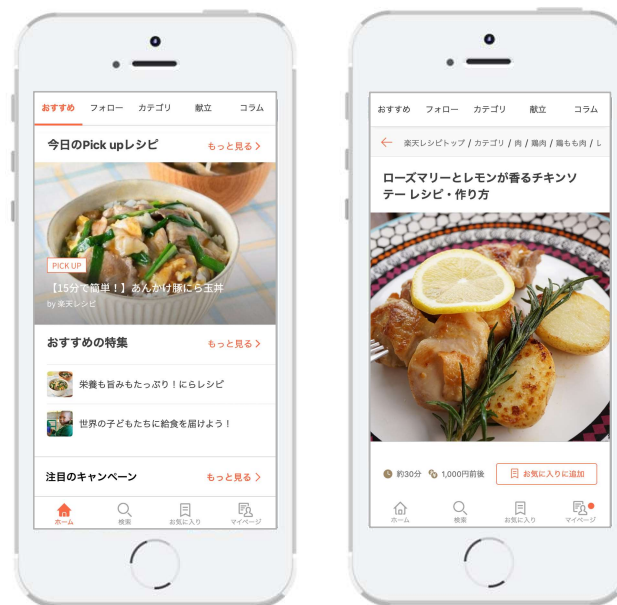 おすすめ フォロー カテゴリ 献立 コラム
今日のPick upレシピ もっと見る >
PICK UP
【15分で簡単！】あんかけ豚にら玉丼
by 楽天レシピ
おすすめの特集 もっと見る >
栄養も旨みもたっぷり！にらレシピ
世界の子どもたちに給食を届けよう！
注目のキャンペーン もっと見る >
ホーム 検索 お気に入り マイページ
おすすめ フォロー カテゴリ 献立 コラム
← 楽天レシピトップ / カテゴリ / 肉 / 鶏肉 / 鶏もも肉 / し
ローズマリーとレモンが香るチキンソ
テー レシピ・作り方
約30分 1,000円前後 お気に入りに追加
ホーム 検索 お気に入り マイページ